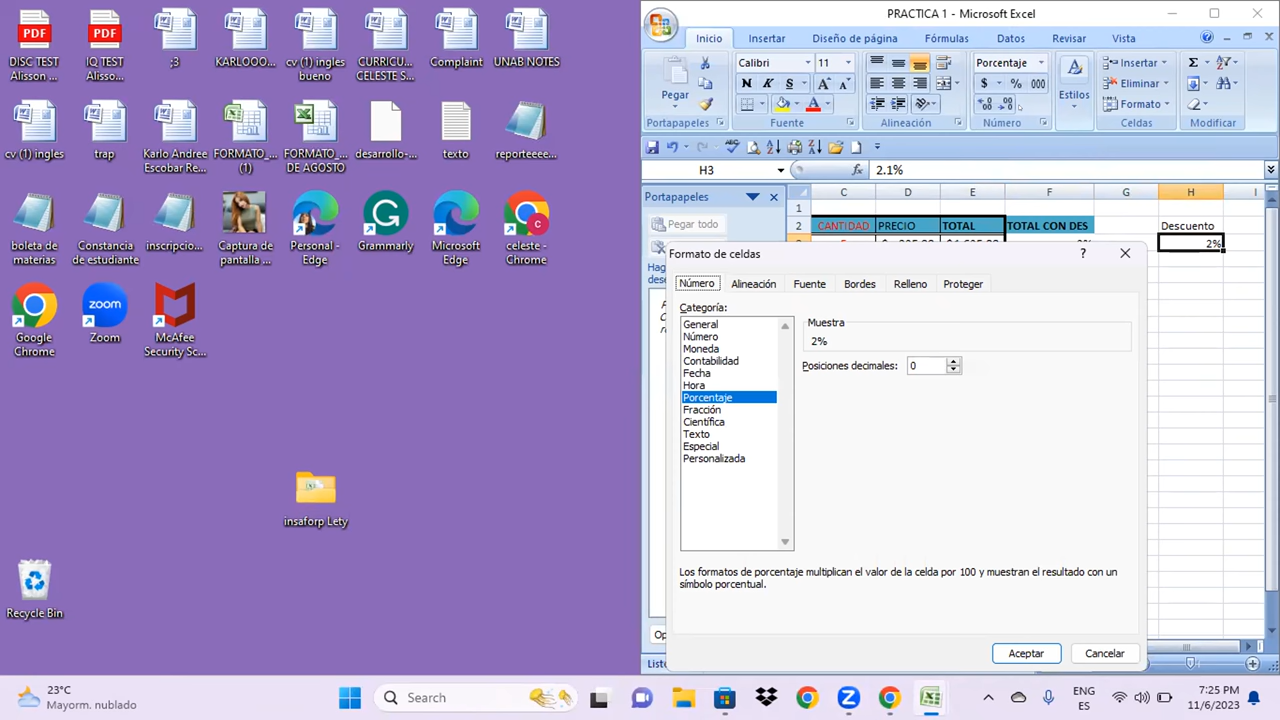 DISC TEST
Alisson ...
IQ TEST
Alisso...
;3
KARLOOO...
cv (1) ingles
bueno
CURRICU...
CELESTE S...
Complaint
UNAB NOTES
cv (1) ingles
trap
Karlo Andree
Escobar Re...
FORMATO_...
(1)
FORMATO_...
DE AGOSTO
desarrollo-...
texto
reporteeee...
boleta de
materias
Constancia
de estudiante
inscripcio...
Captura de
pantalla ...
Personal -
Edge
Grammarly
Microsoft
Edge
celeste -
Chrome
Google
Chrome
Zoom
McAfee
Security Sc...
insaforp Lety
Recycle Bin
PRACTICA 1 - Microsoft Excel
Inicio
Insertar
Diseño de página
Fórmulas
Datos
Revisar
Vista
Pegar
Portapapeles
Calibri
11
N K S
Fuente
Alineación
Porcentaje
$ % 000
Número
Estilos
Insertar
Eliminar
Formato
Celdas
Modificar
H3
fx
2.1%
Portapapeles
Pegar todo
C D E F G H I
1
2
CANTIDAD
PRECIO
TOTAL
TOTAL CON DES
Descuento
2%
Formato de celdas
?
Número
Alineación
Fuente
Bordes
Relleno
Proteger
Categoría:
General
Número
Moneda
Contabilidad
Fecha
Hora
Porcentaje
Fracción
Científica
Texto
Especial
Personalizada
Muestra
2%
Posiciones decimales:
0
Los formatos de porcentaje multiplican el valor de la celda por 100 y muestran el resultado con un
símbolo porcentual.
Aceptar
Cancelar
23°C
Mayorm. nublado
Search
ENG
ES
7:25 PM
11/6/2023